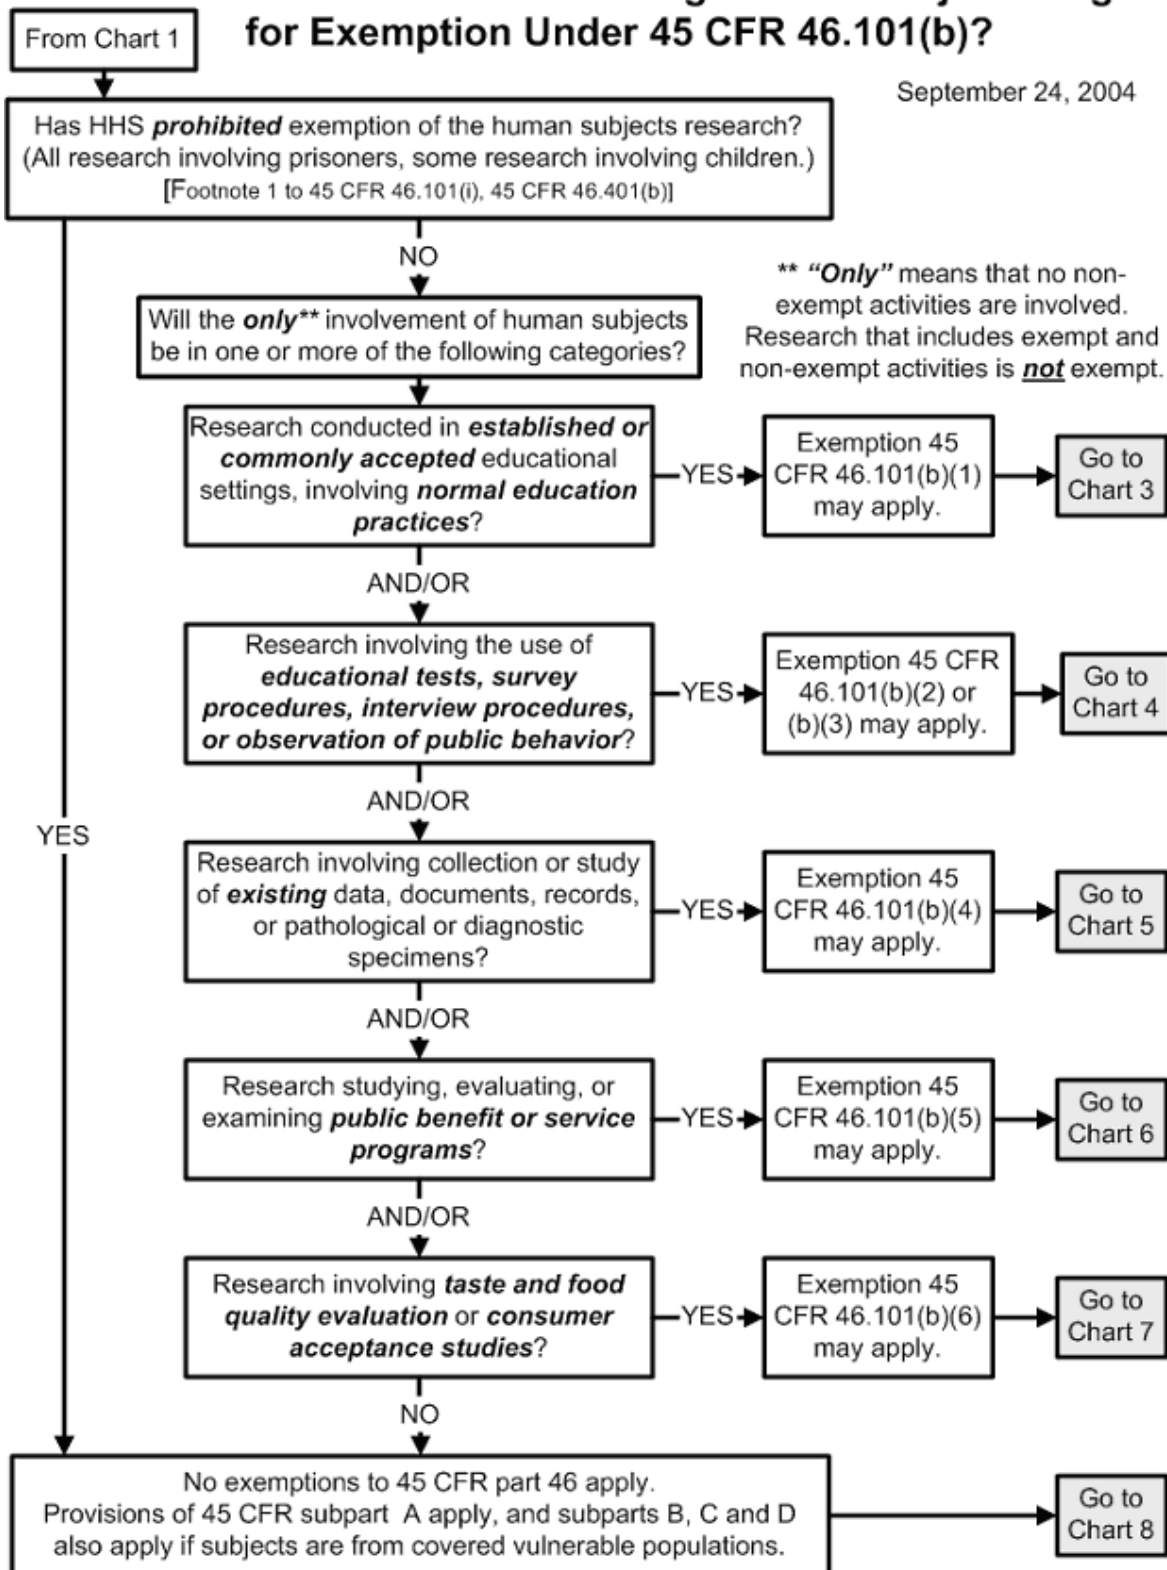 for Exemption Under 45 CFR 46.101(b)?
From Chart 1
September 24, 2004
Has HHS prohibited exemption of the human subjects research?
(All research involving prisoners, some research involving children.)
[Footnote 1 to 45 CFR 46.101(i), 45 CFR 46.401(b)]
NO
** “Only” means that no non-
exempt activities are involved.
Research that includes exempt and
non-exempt activities is not exempt.
Will the only** involvement of human subjects
be in one or more of the following categories?
Research conducted in established or
commonly accepted educational
settings, involving normal education
practices?
YES
Exemption 45
CFR 46.101(b)(1)
may apply.
Go to
Chart 3
AND/OR
Research involving the use of
educational tests, survey
procedures, interview procedures,
or observation of public behavior?
YES
Exemption 45 CFR
46.101(b)(2) or
(b)(3) may apply.
Go to
Chart 4
AND/OR
YES
Research involving collection or study
of existing data, documents, records,
or pathological or diagnostic
specimens?
YES
Exemption 45
CFR 46.101(b)(4)
may apply.
Go to
Chart 5
AND/OR
Research studying, evaluating, or
examining public benefit or service
programs?
YES
Exemption 45
CFR 46.101(b)(5)
may apply.
Go to
Chart 6
AND/OR
Research involving taste and food
quality evaluation or consumer
acceptance studies?
YES
Exemption 45
CFR 46.101(b)(6)
may apply.
Go to
Chart 7
NO
No exemptions to 45 CFR part 46 apply.
Provisions of 45 CFR subpart A apply, and subparts B, C and D
also apply if subjects are from covered vulnerable populations.
Go to
Chart 8